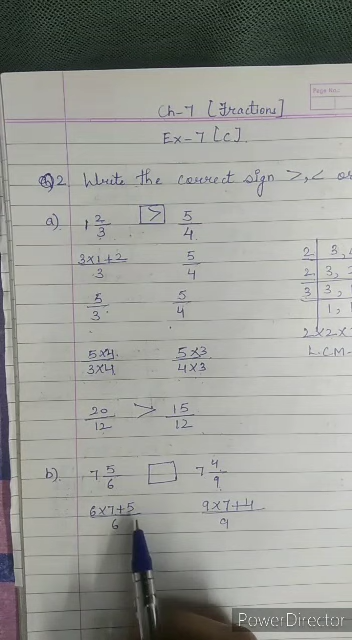 Page No.:
Ch-7 [Fractions]
Ex-7 [C]
Q2 Write the correct sign >,< or
a) 1 2/3 > 5/4
3×1+2/3 5/4
5/3 5/4
5×4/3×4 5×3/4×3
20/12 > 15/12
2 3,
2 3, 2
3 3, 1
1, 1
2×2×
L.C.M-
b) 7 5/6 □ 7 4/9
6×7+5/6 9×7+4/9
PowerDirector